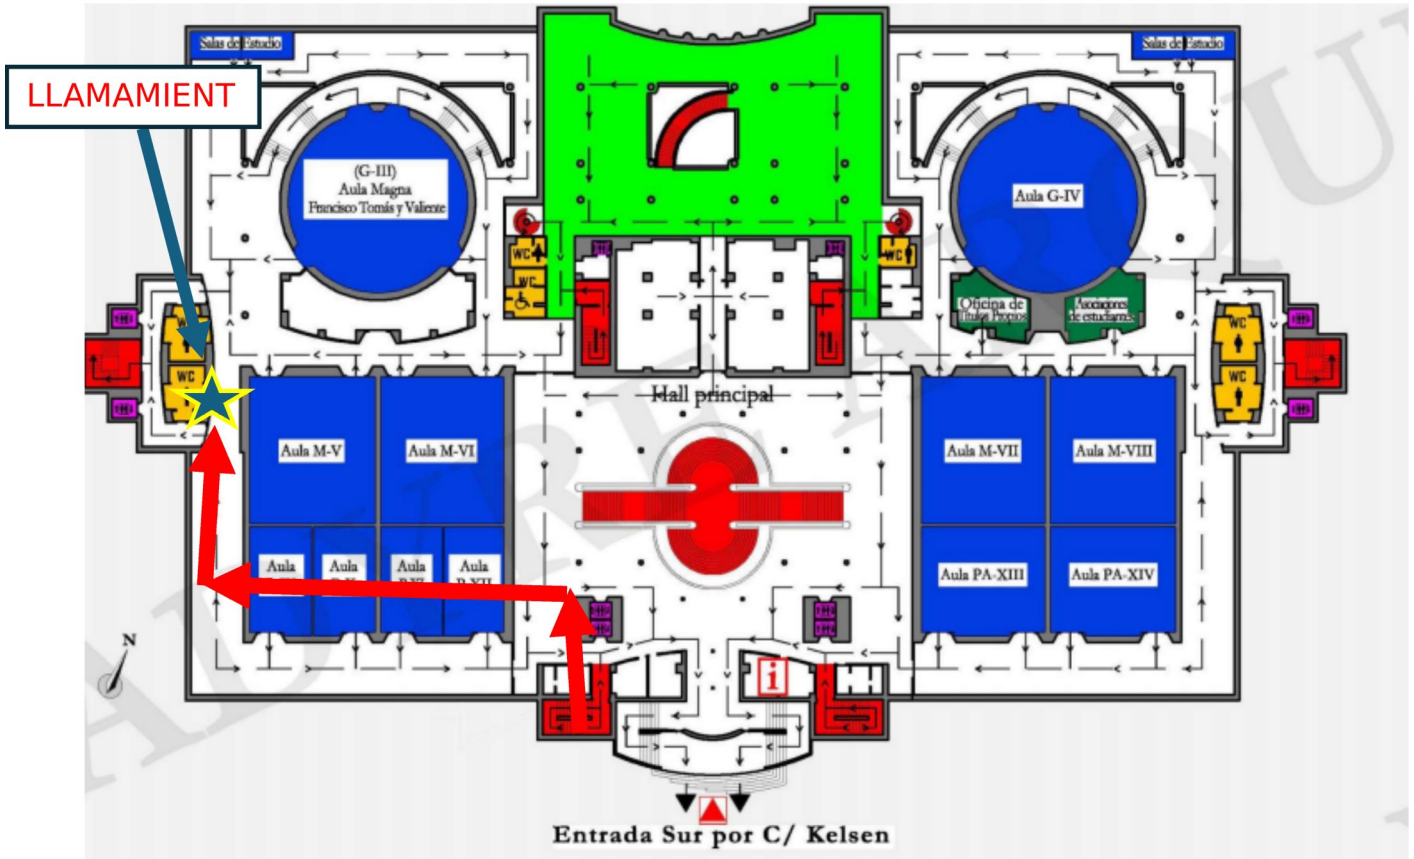 Salas de Estudio
Salas de Estudio
LLAMAMIENT
(G-III)
Aula Magna
Francisco Tomás y Valiente
Aula G-IV
WC
WC
WC
Oficina de
Títulos Propios
Asociaciones
de estudiantes
WC
WC
WC
WC
Hall principal
Aula M-V
Aula M-VI
Aula M-VII
Aula M-VIII
Aula
Aula
Aula
Aula
Aula PA-XIII
Aula PA-XIV
N
i
Entrada Sur por C/ Kelsen